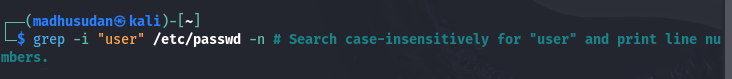 ┌──(madhusudan㉿kali)-[~]
└─$ grep -i "user" /etc/passwd -n # Search case-insensitively for "user" and print line nu
mbers.